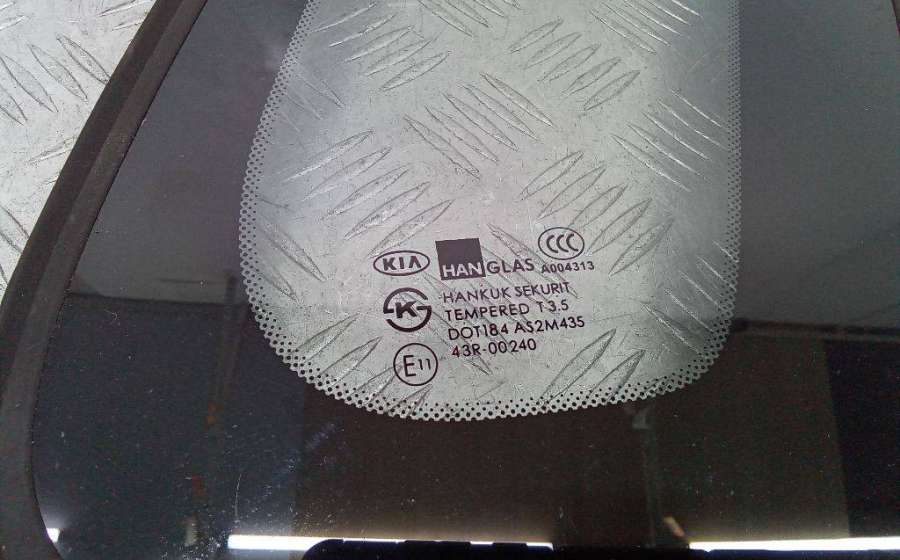 KIA HANGLAS CCC
A004313
K HANKUK SEKURIT
TEMPERED T3.5
DOT184 AS2M435
E11 43R-00240